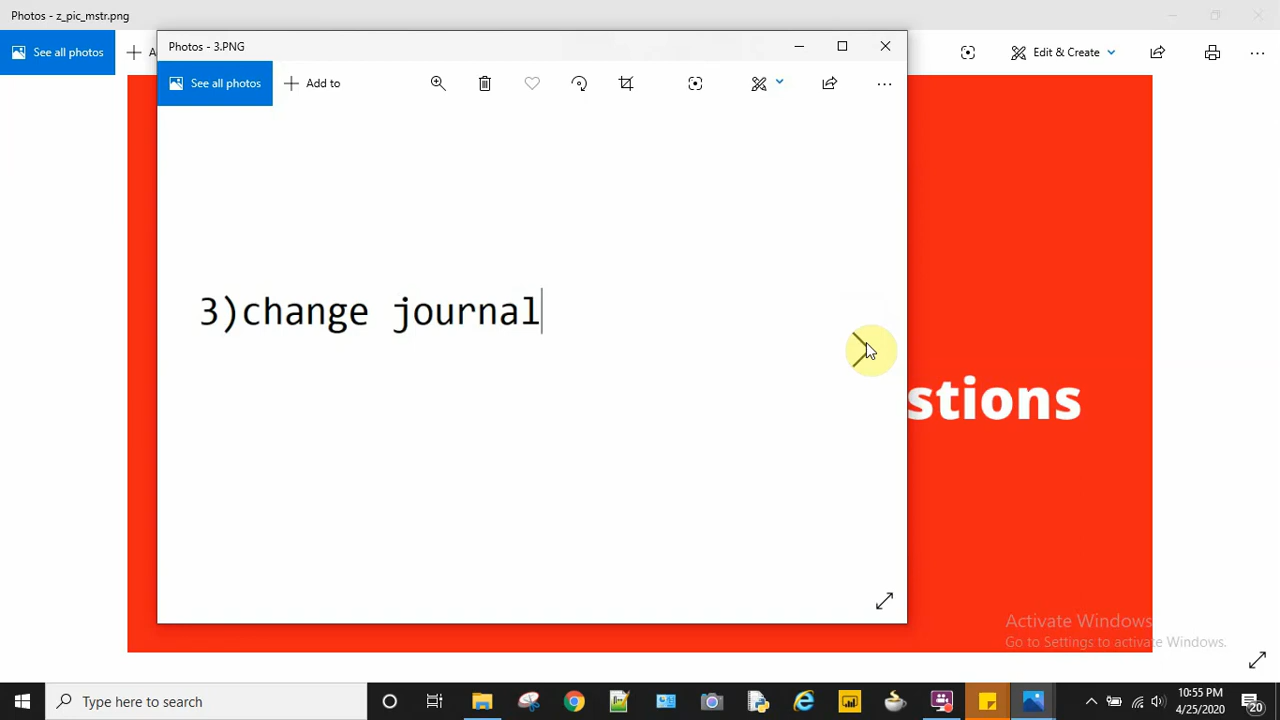 Photos - z_pic_mstr.png
See all photos
A
Edit & Create
Photos - 3.PNG
See all photos
Add to
3)change journal
stions
Activate Windows
Go to Settings to activate Windows.
Type here to search
10:55 PM
4/25/2020
20